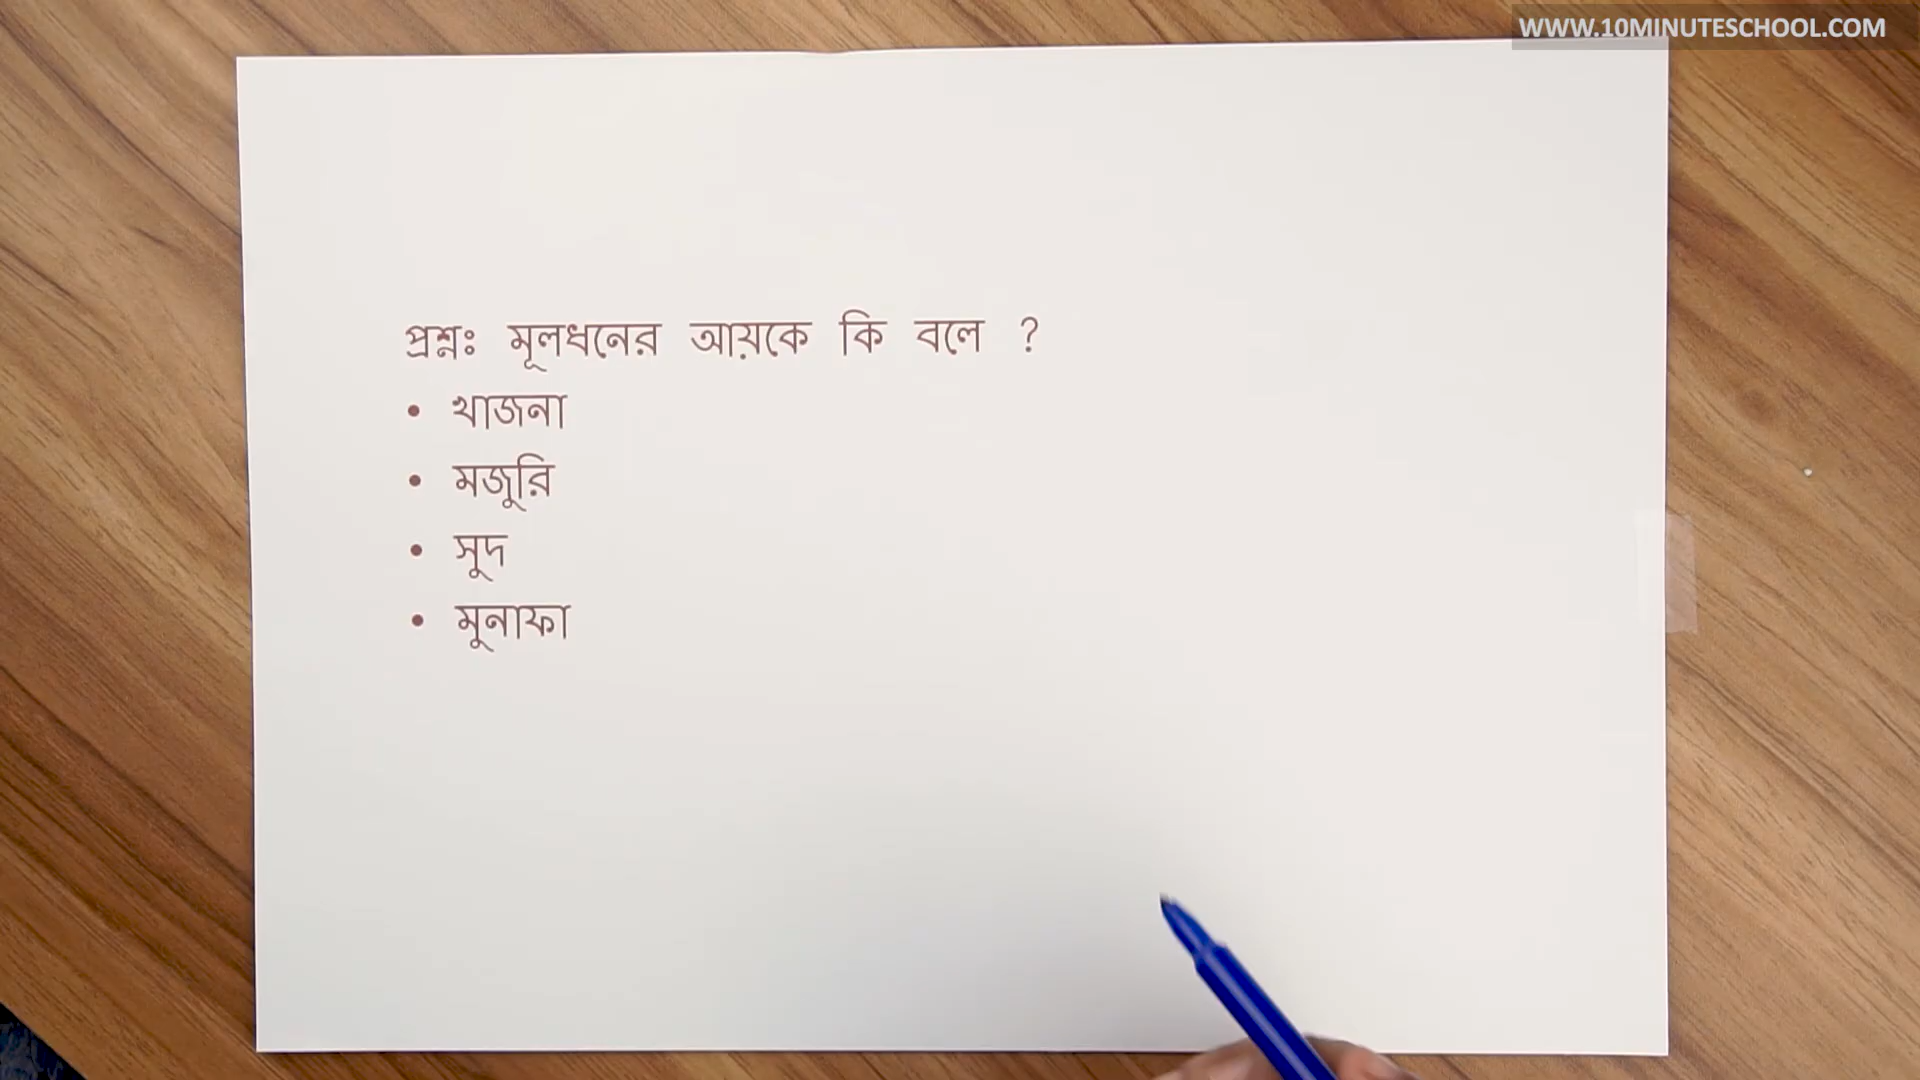 WWW.10MINUTESCHOOL.COM
প্রশ্নঃ মূলধনের আয়কে কি বলে ?
• খাজনা
• মজুরি
• সুদ
• মুনাফা